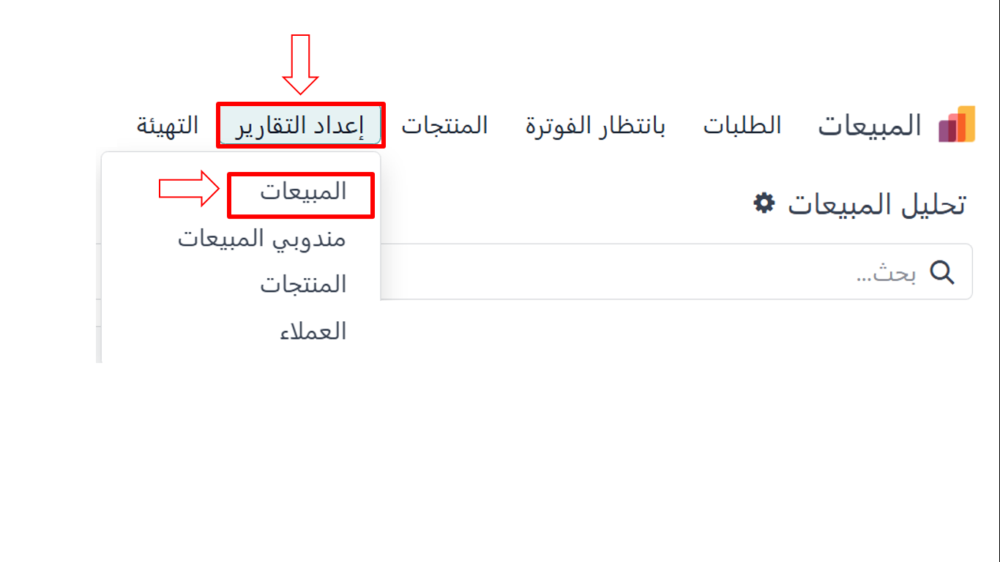 المبيعات الطلبات بانتظار الفوترة المنتجات إعداد التقارير التهيئة
تحليل المبيعات
بحث...
المبيعات
مندوبي المبيعات
المنتجات
العملاء